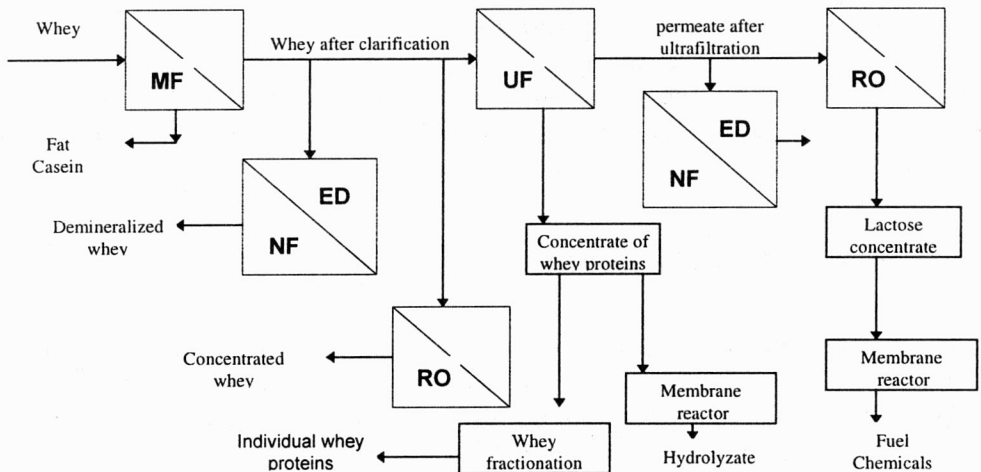 Whey
MF
Fat
Casein
Whey after clarification
ED
NF
Demineralized
whey
RO
Concentrated
whey
UF
Concentrate of
whey proteins
Whey
fractionation
Individual whey
proteins
Membrane
reactor
Hydrolyzate
permeate after
ultrafiltration
ED
NF
RO
Lactose
concentrate
Membrane
reactor
Fuel
Chemicals